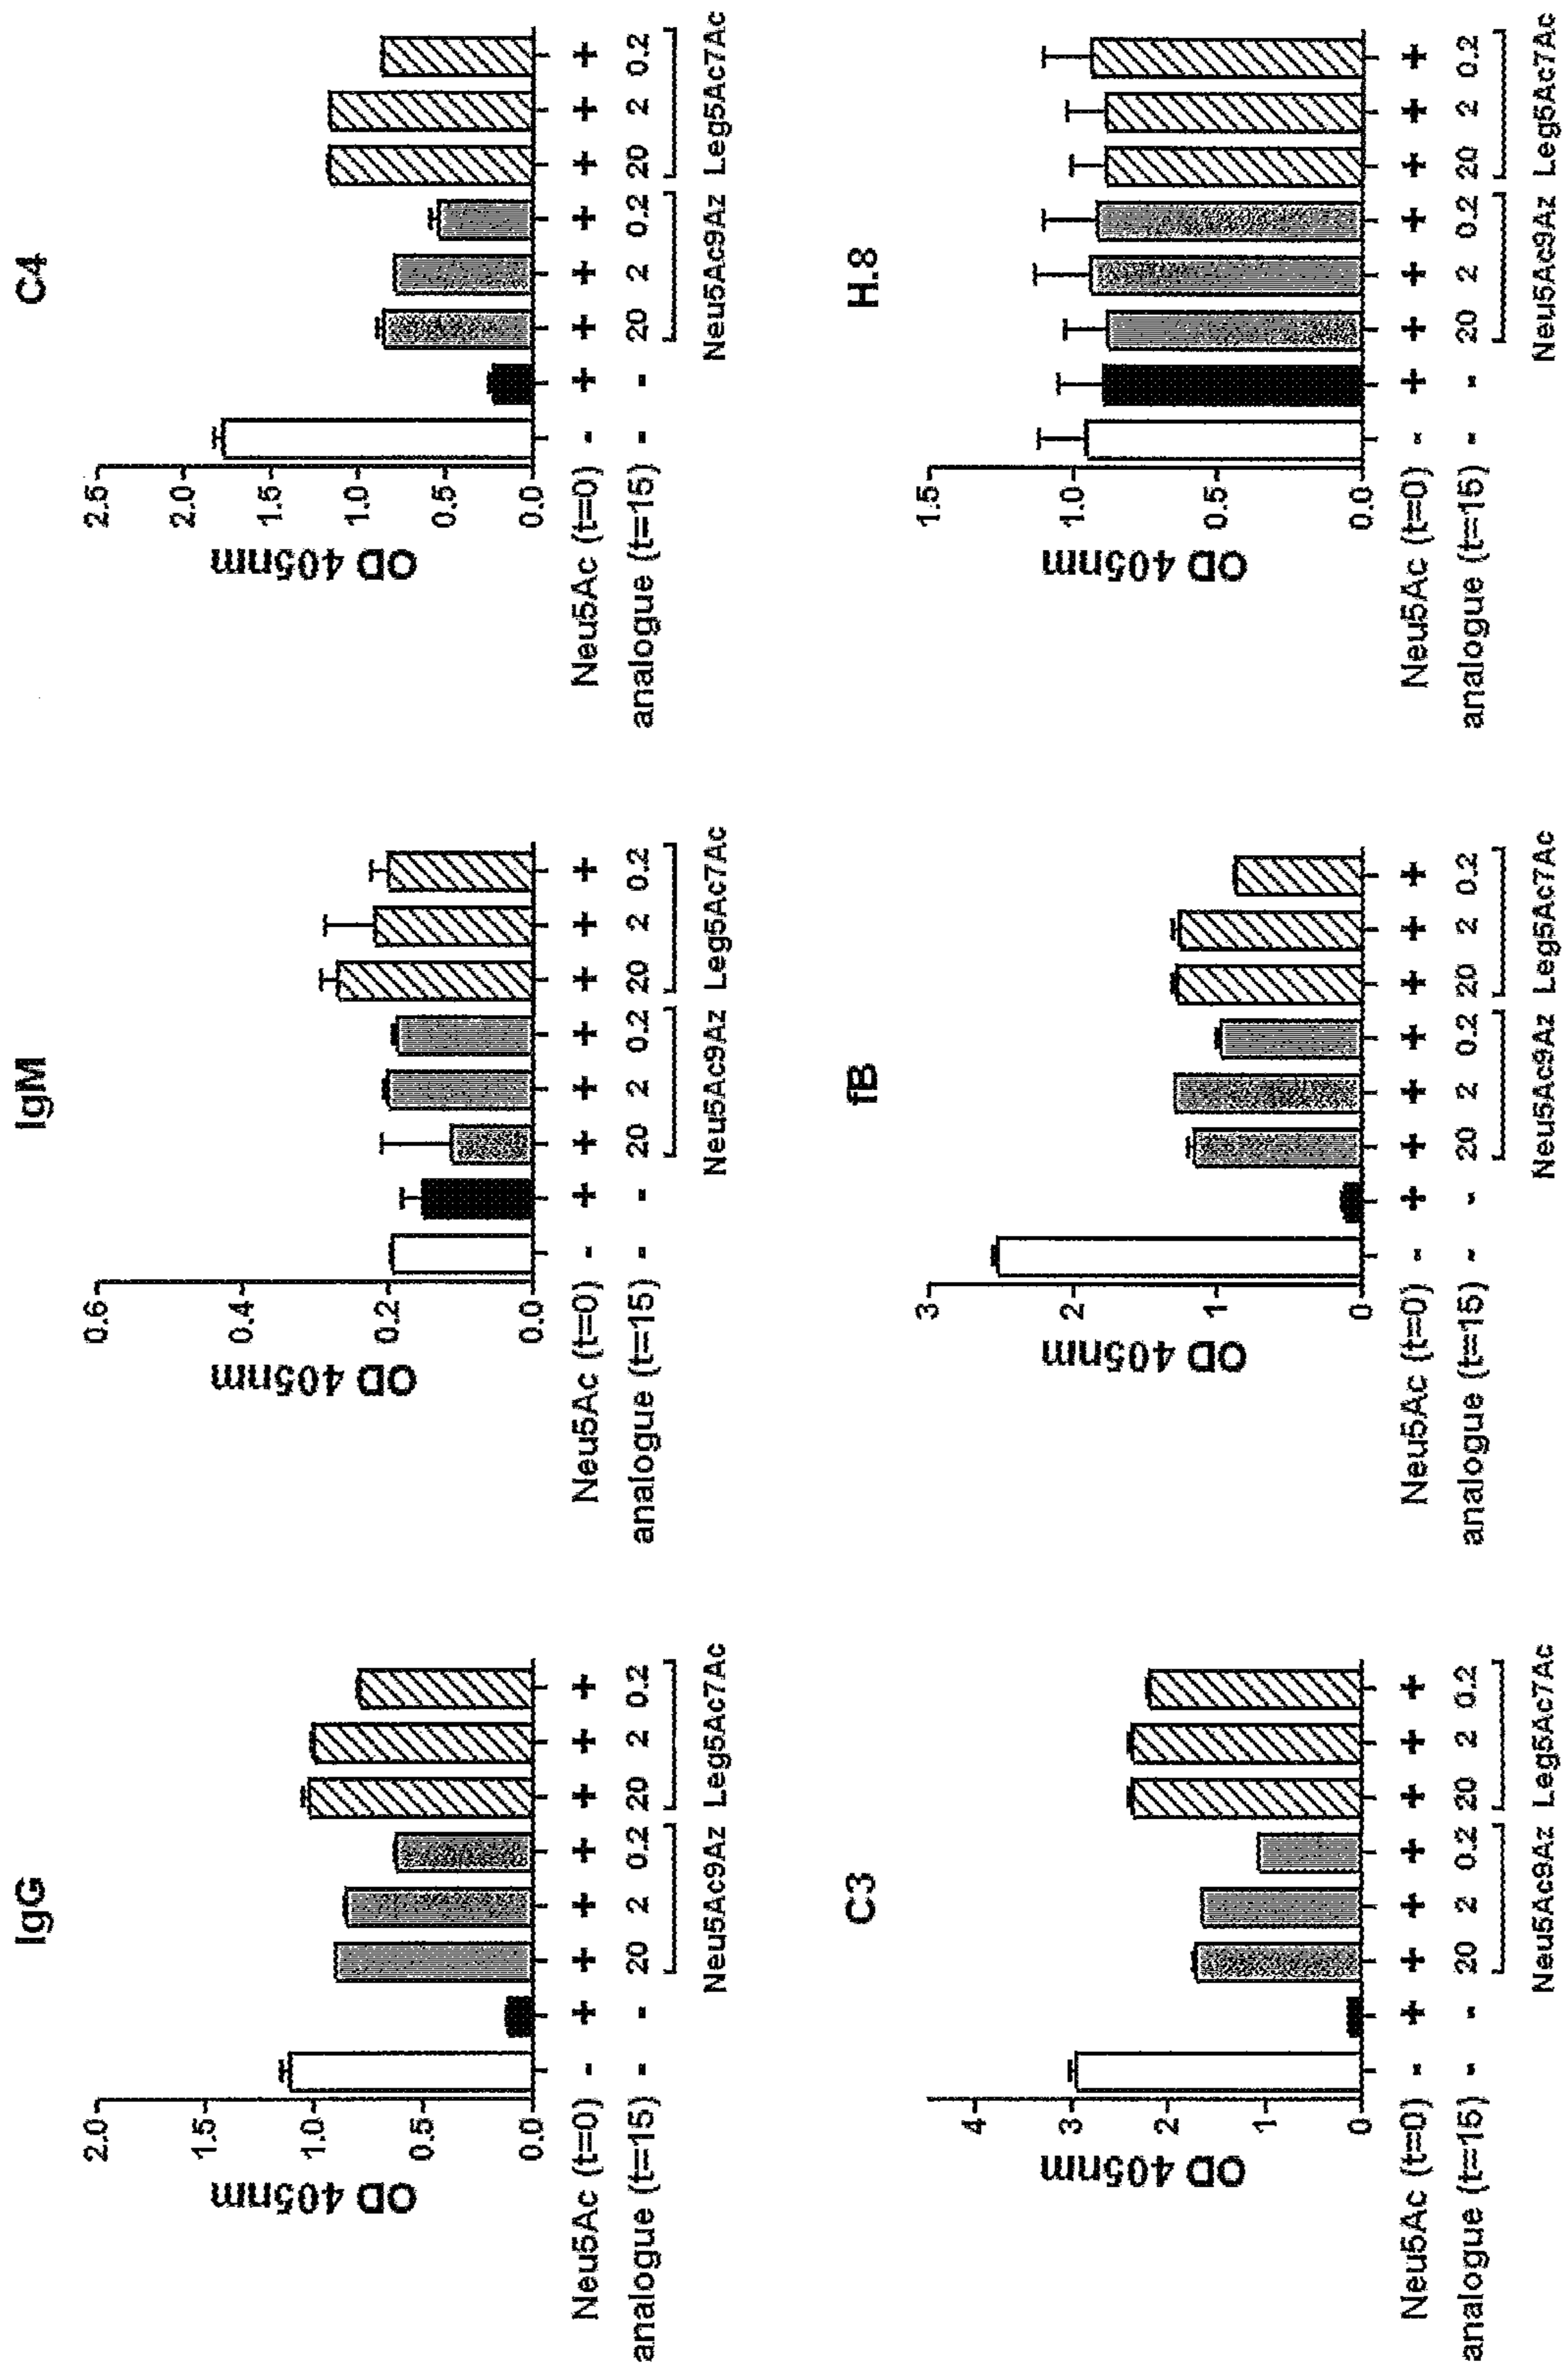 IgG
OD 405nm
2.0
1.5
1.0
0.5
0.0
Neu5Ac (t=0) - + + + + + + +
analogue (t=15) - - 20 2 0.2 20 2 0.2
Neu5Ac9Az Leg5Ac7Ac
IgM
OD 405nm
0.6
0.4
0.2
0.0
Neu5Ac (t=0) - + + + + + + +
analogue (t=15) - - 20 2 0.2 20 2 0.2
Neu5Ac9Az Leg5Ac7Ac
C4
OD 405nm
2.5
2.0
1.5
1.0
0.5
0.0
Neu5Ac (t=0) - + + + + + + +
analogue (t=15) - - 20 2 0.2 20 2 0.2
Neu5Ac9Az Leg5Ac7Ac
C3
OD 405nm
4
3
2
1
0
Neu5Ac (t=0) - + + + + + + +
analogue (t=15) - - 20 2 0.2 20 2 0.2
Neu5Ac9Az Leg5Ac7Ac
fB
OD 405nm
3
2
1
0
Neu5Ac (t=0) - + + + + + + +
analogue (t=15) - - 20 2 0.2 20 2 0.2
Neu5Ac9Az Leg5Ac7Ac
H.8
OD 405nm
1.5
1.0
0.5
0.0
Neu5Ac (t=0) - + + + + + + +
analogue (t=15) - - 20 2 0.2 20 2 0.2
Neu5Ac9Az Leg5Ac7Ac